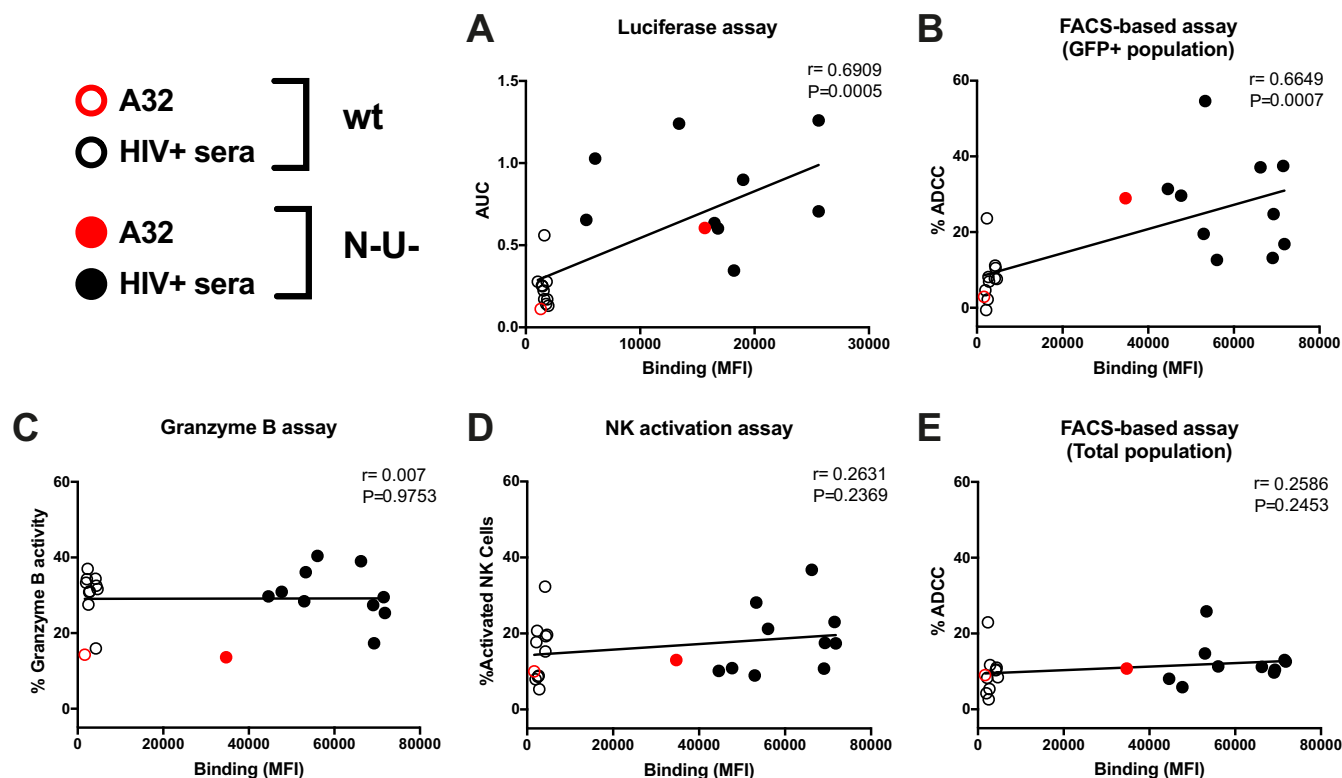 A32
HIV+ sera
wt
A32
HIV+ sera
N-U-
A
Luciferase assay
r= 0.6909
P=0.0005
AUC
1.5
1.0
0.5
0.0
0
10000
20000
30000
Binding (MFI)
B
FACS-based assay
(GFP+ population)
r= 0.6649
P=0.0007
% ADCC
60
40
20
0
0
20000
40000
60000
80000
Binding (MFI)
C
Granzyme B assay
r= 0.007
P=0.9753
% Granzyme B activity
60
40
20
0
0
20000
40000
60000
80000
Binding (MFI)
D
NK activation assay
r= 0.2631
P=0.2369
%Activated NK Cells
60
40
20
0
0
20000
40000
60000
80000
Binding (MFI)
E
FACS-based assay
(Total population)
r= 0.2586
P=0.2453
% ADCC
60
40
20
0
0
20000
40000
60000
80000
Binding (MFI)